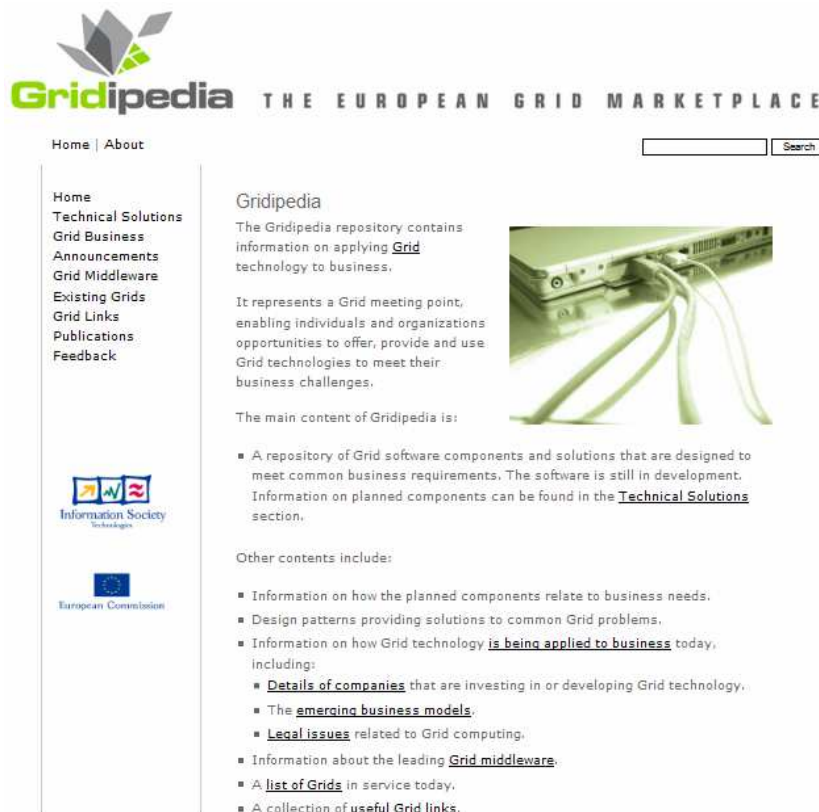 Gridipedia THE EUROPEAN GRID MARKETPLACE
Home | About
Search
Home
Technical Solutions
Grid Business
Announcements
Grid Middleware
Existing Grids
Grid Links
Publications
Feedback
Information Society
Technologies
European Commission
Gridipedia
The Gridipedia repository contains
information on applying Grid
technology to business.
It represents a Grid meeting point,
enabling individuals and organizations
opportunities to offer, provide and use
Grid technologies to meet their
business challenges.
The main content of Gridipedia is:
A repository of Grid software components and solutions that are designed to
meet common business requirements. The software is still in development.
Information on planned components can be found in the Technical Solutions
section.
Other contents include:
Information on how the planned components relate to business needs.
Design patterns providing solutions to common Grid problems.
Information on how Grid technology is being applied to business today,
including:
Details of companies that are investing in or developing Grid technology.
The emerging business models.
Legal issues related to Grid computing.
Information about the leading Grid middleware.
A list of Grids in service today.
A collection of useful Grid links.